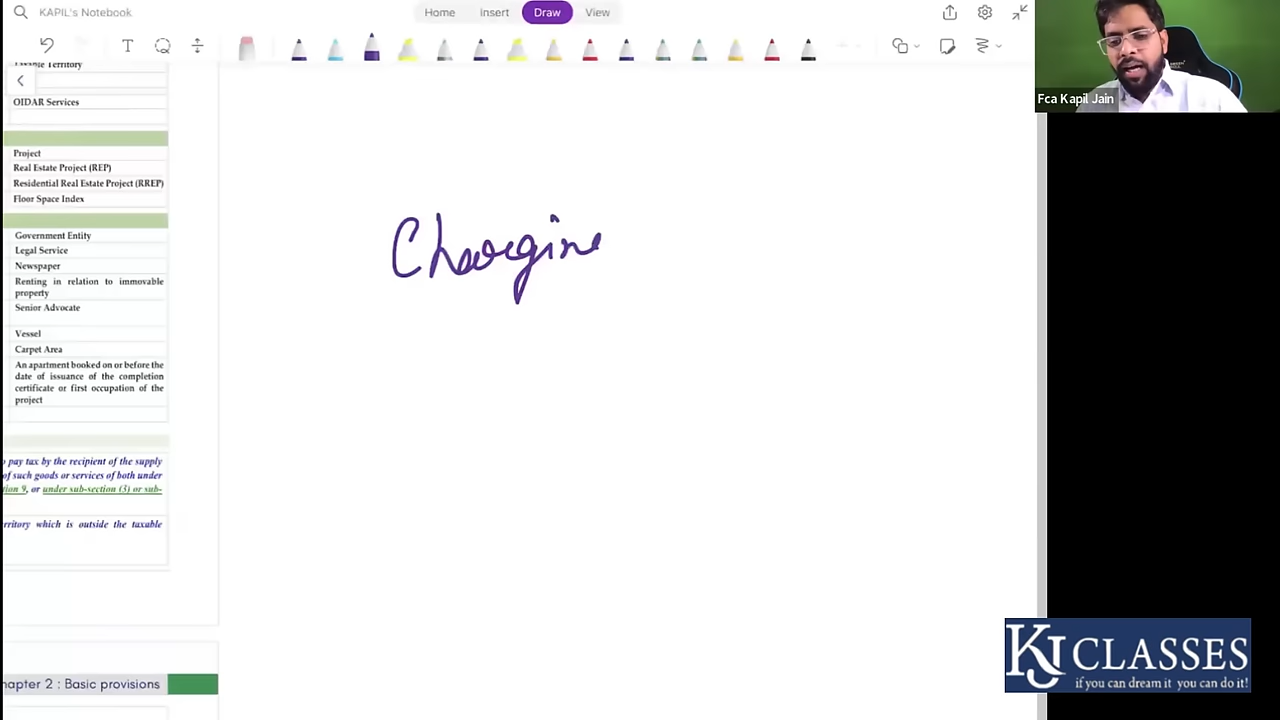 KAPIL's Notebook
Home
Insert
Draw
View
T
Fca Kapil Jain
Taxable Territory
OIDAR Services
Project
Real Estate Project (REP)
Residential Real Estate Project (RREP)
Floor Space Index
Government Entity
Legal Service
Newspaper
Renting in relation to immovable
property
Senior Advocate
Vessel
Carpet Area
An apartment booked on or before the
date of issuance of the completion
certificate or first occupation of the
project
o pay tax by the recipient of the supply
of such goods or services of both under
tion 9, or under sub-section (3) or sub-
erritory which is outside the taxable
Chargine
hapter 2 : Basic provisions
KJ CLASSES
if you can dream it you can do it!